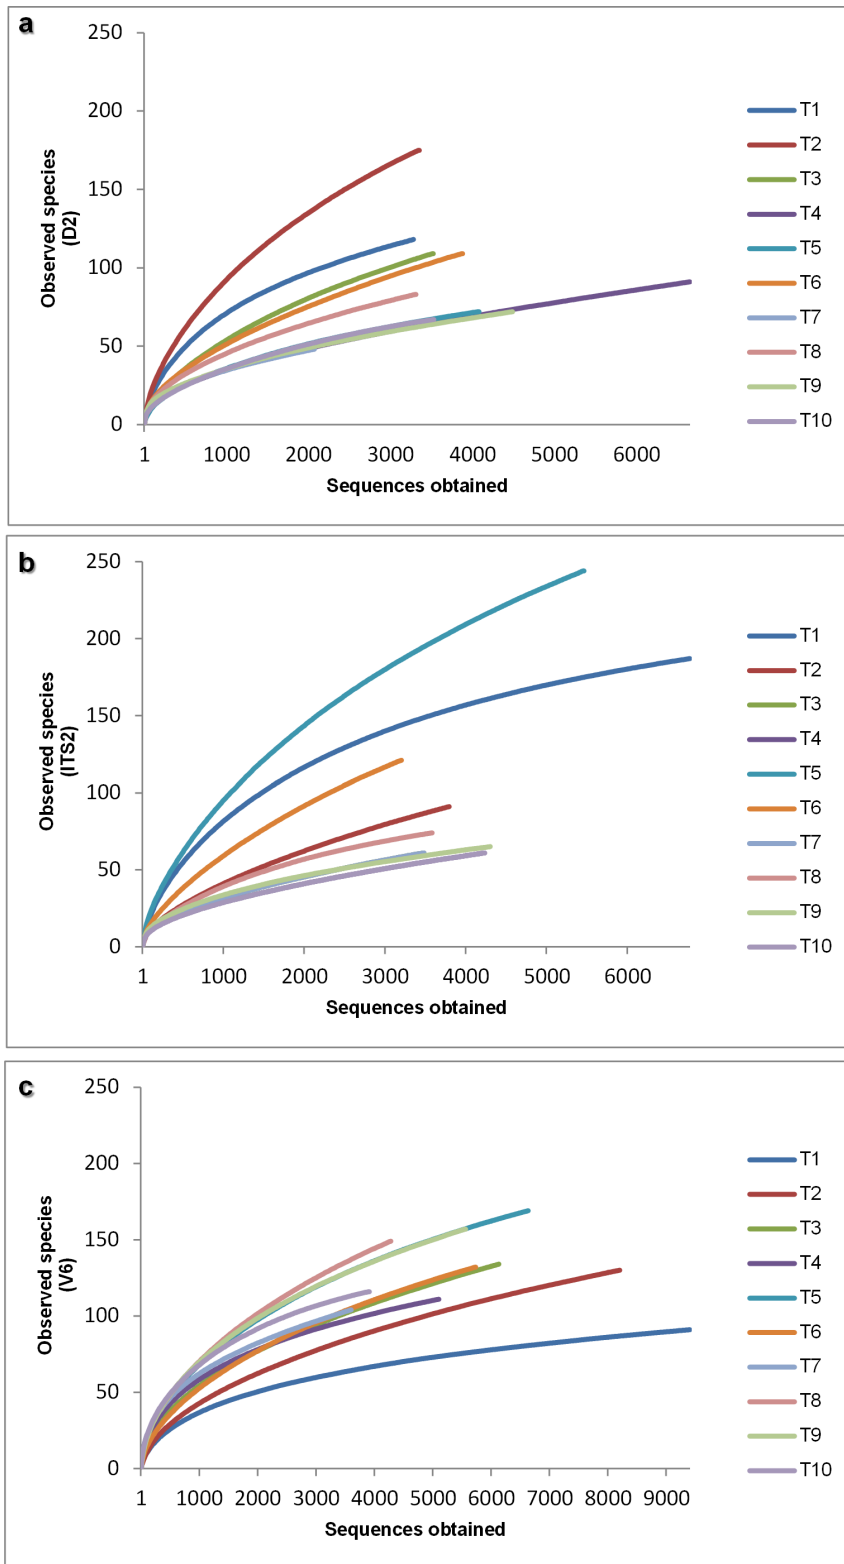 a
250
200
150
100
50
0
Observed species
(D2)
1 1000 2000 3000 4000 5000 6000
Sequences obtained
T1
T2
T3
T4
T5
T6
T7
T8
T9
T10
b
250
200
150
100
50
0
Observed species
(ITS2)
1 1000 2000 3000 4000 5000 6000
Sequences obtained
T1
T2
T3
T4
T5
T6
T7
T8
T9
T10
c
250
200
150
100
50
0
Observed species
(V6)
1 1000 2000 3000 4000 5000 6000 7000 8000 9000
Sequences obtained
T1
T2
T3
T4
T5
T6
T7
T8
T9
T10